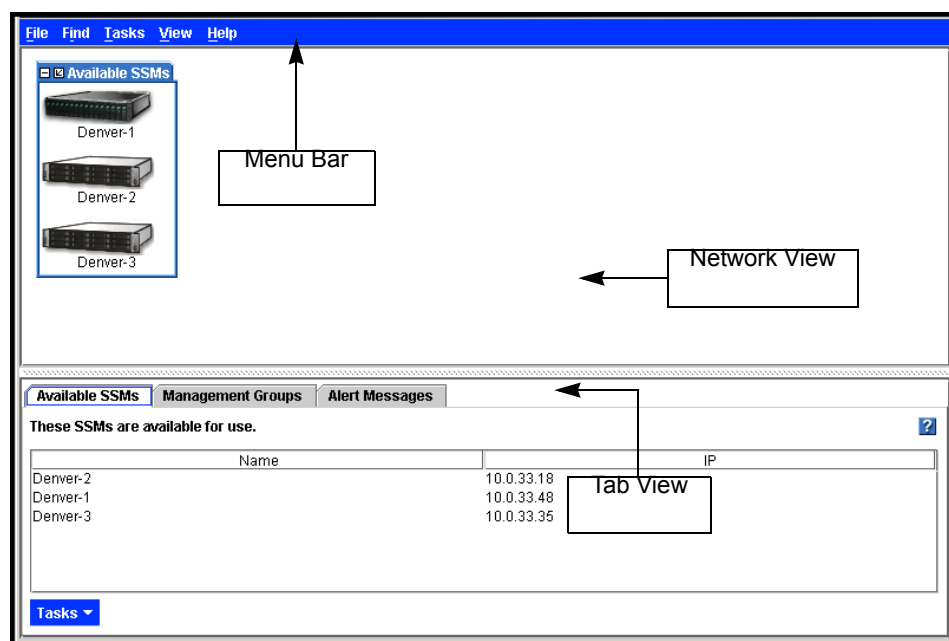 File Find Tasks View Help
Available SSMs
Denver-1
Denver-2
Denver-3
Menu Bar
Network View
Available SSMs Management Groups Alert Messages
These SSMs are available for use.
?
Name IP
Denver-2 10.0.33.18
Denver-1 10.0.33.48
Denver-3 10.0.33.35
Tab View
Tasks